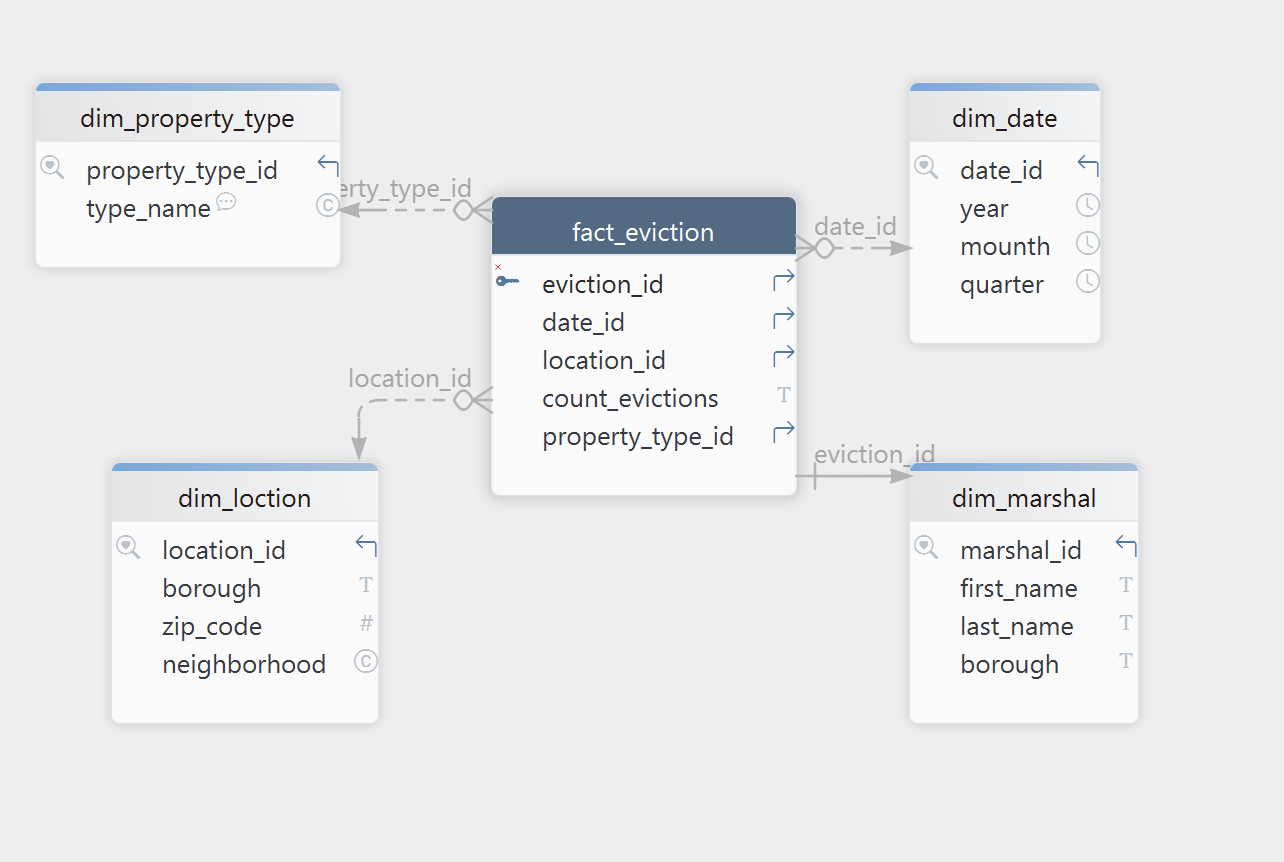 dim_property_type
property_type_id
type_name
erty_type_id
fact_eviction
eviction_id
date_id
location_id
count_evictions
property_type_id
date_id
dim_date
date_id
year
mounth
quarter
location_id
dim_loction
location_id
borough
zip_code
neighborhood
eviction_id
dim_marshal
marshal_id
first_name
last_name
borough